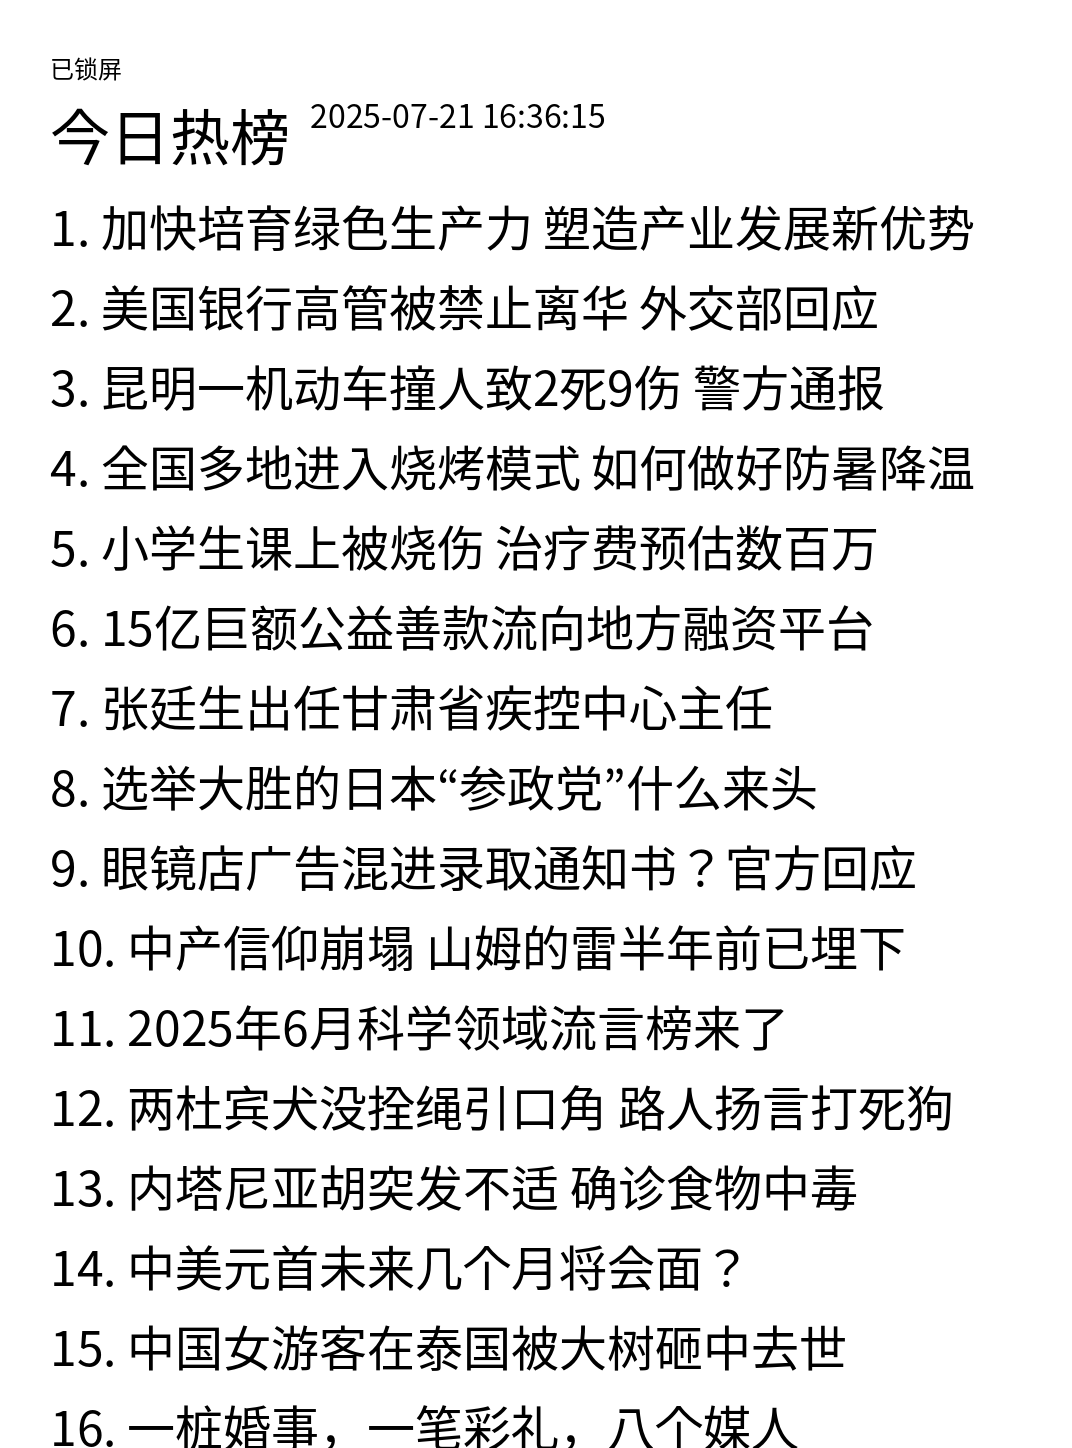 已锁屏
今日热榜 2025-07-21 16:36:15
1. 加快培育绿色生产力 塑造产业发展新优势
2. 美国银行高管被禁止离华 外交部回应
3. 昆明一机动车撞人致2死9伤 警方通报
4. 全国多地进入烧烤模式 如何做好防暑降温
5. 小学生课上被烧伤 治疗费预估数百万
6. 15亿巨额公益善款流向地方融资平台
7. 张廷生出任甘肃省疾控中心主任
8. 选举大胜的日本“参政党”什么来头
9. 眼镜店广告混进录取通知书？官方回应
10. 中产信仰崩塌 山姆的雷半年前已埋下
11. 2025年6月科学领域流言榜来了
12. 两杜宾犬没拴绳引口角 路人扬言打死狗
13. 内塔尼亚胡突发不适 确诊食物中毒
14. 中美元首未来几个月将会面？
15. 中国女游客在泰国被大树砸中去世
16. 一桩婚事，一笔彩礼，八个媒人